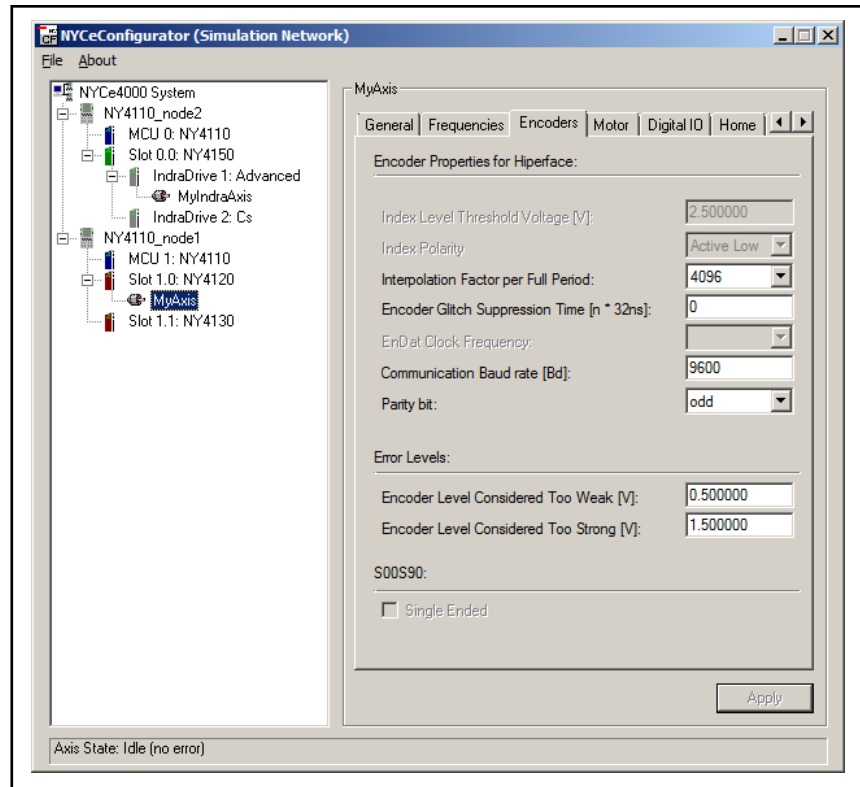 NYCeConfigurator (Simulation Network)
File About
NYCe4000 System
NY4110_node2
MCU 0: NY4110
Slot 0.0: NY4150
IndraDrive 1: Advanced
MyIndraAxis
IndraDrive 2: Cs
NY4110_node1
MCU 1: NY4110
Slot 1.0: NY4120
MyAxis
Slot 1.1: NY4130
MyAxis
General Frequencies Encoders Motor Digital IO Home
Encoder Properties for Hiperface:
Index Level Threshold Voltage [V]: 2.500000
Index Polarity Active Low
Interpolation Factor per Full Period: 4096
Encoder Glitch Suppression Time [n * 32ns]: 0
EnDat Clock Frequency:
Communication Baud rate [Bd]: 9600
Parity bit: odd
Error Levels:
Encoder Level Considered Too Weak [V]: 0.500000
Encoder Level Considered Too Strong [V]: 1.500000
S00S90:
Single Ended
Apply
Axis State: Idle (no error)